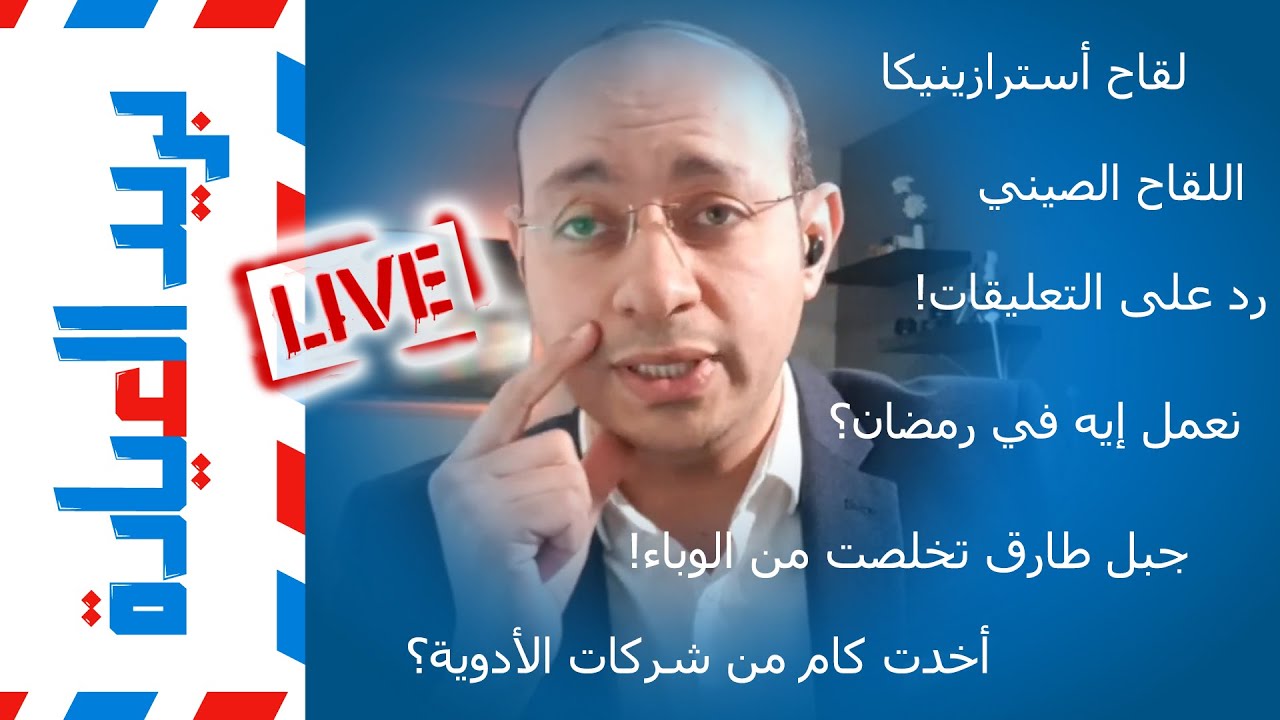 بريد العيادة
LIVE
لقاح أسترازينيكا
اللقاح الصيني
رد على التعليقات!
نعمل إيه في رمضان؟
جبل طارق تخلصت من الوباء!
أخدت كام من شركات الأدوية؟